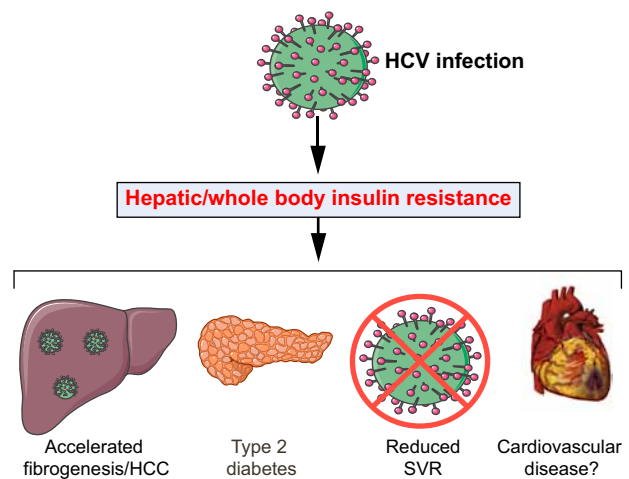 HCV infection
Hepatic/whole body insulin resistance
Accelerated
fibrogenesis/HCC
Type 2
diabetes
Reduced
SVR
Cardiovascular
disease?